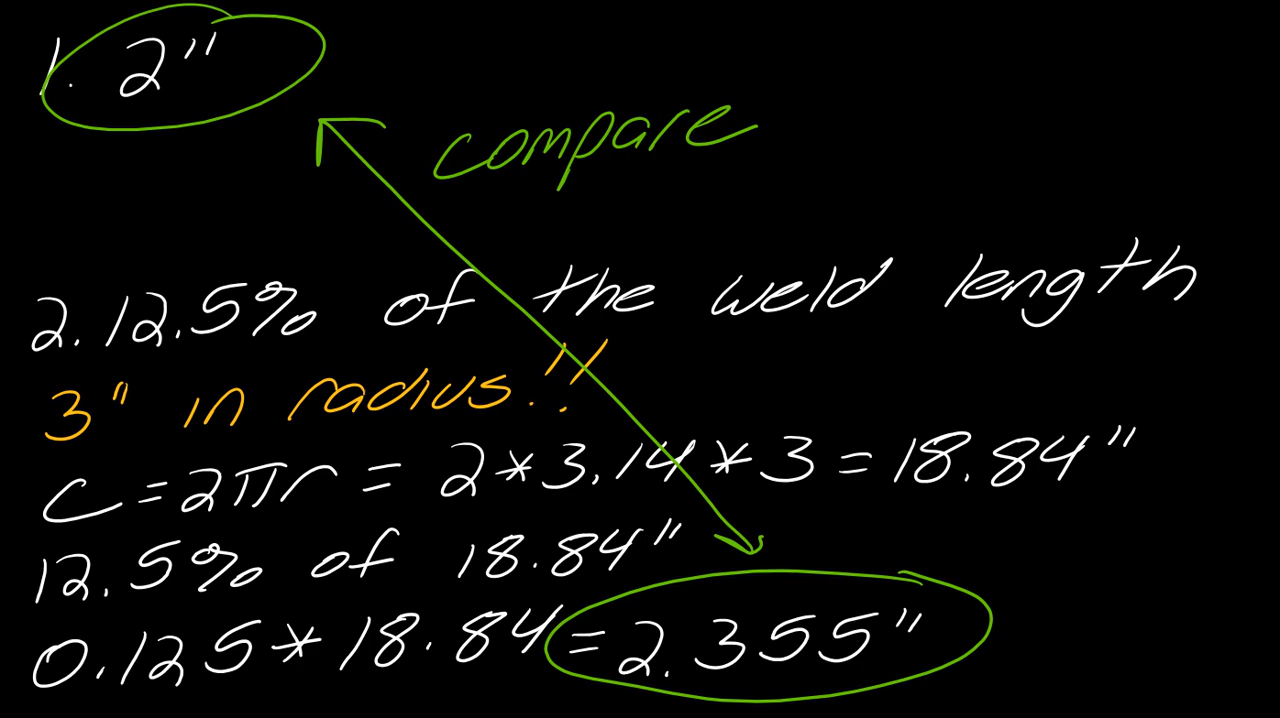 1. 2"
compare
2. 12.5% of the weld length
3" in radius!!
C = 2πr = 2*3.14*3 = 18.84"
12.5% of 18.84"
0.125*18.84 = 2.355"